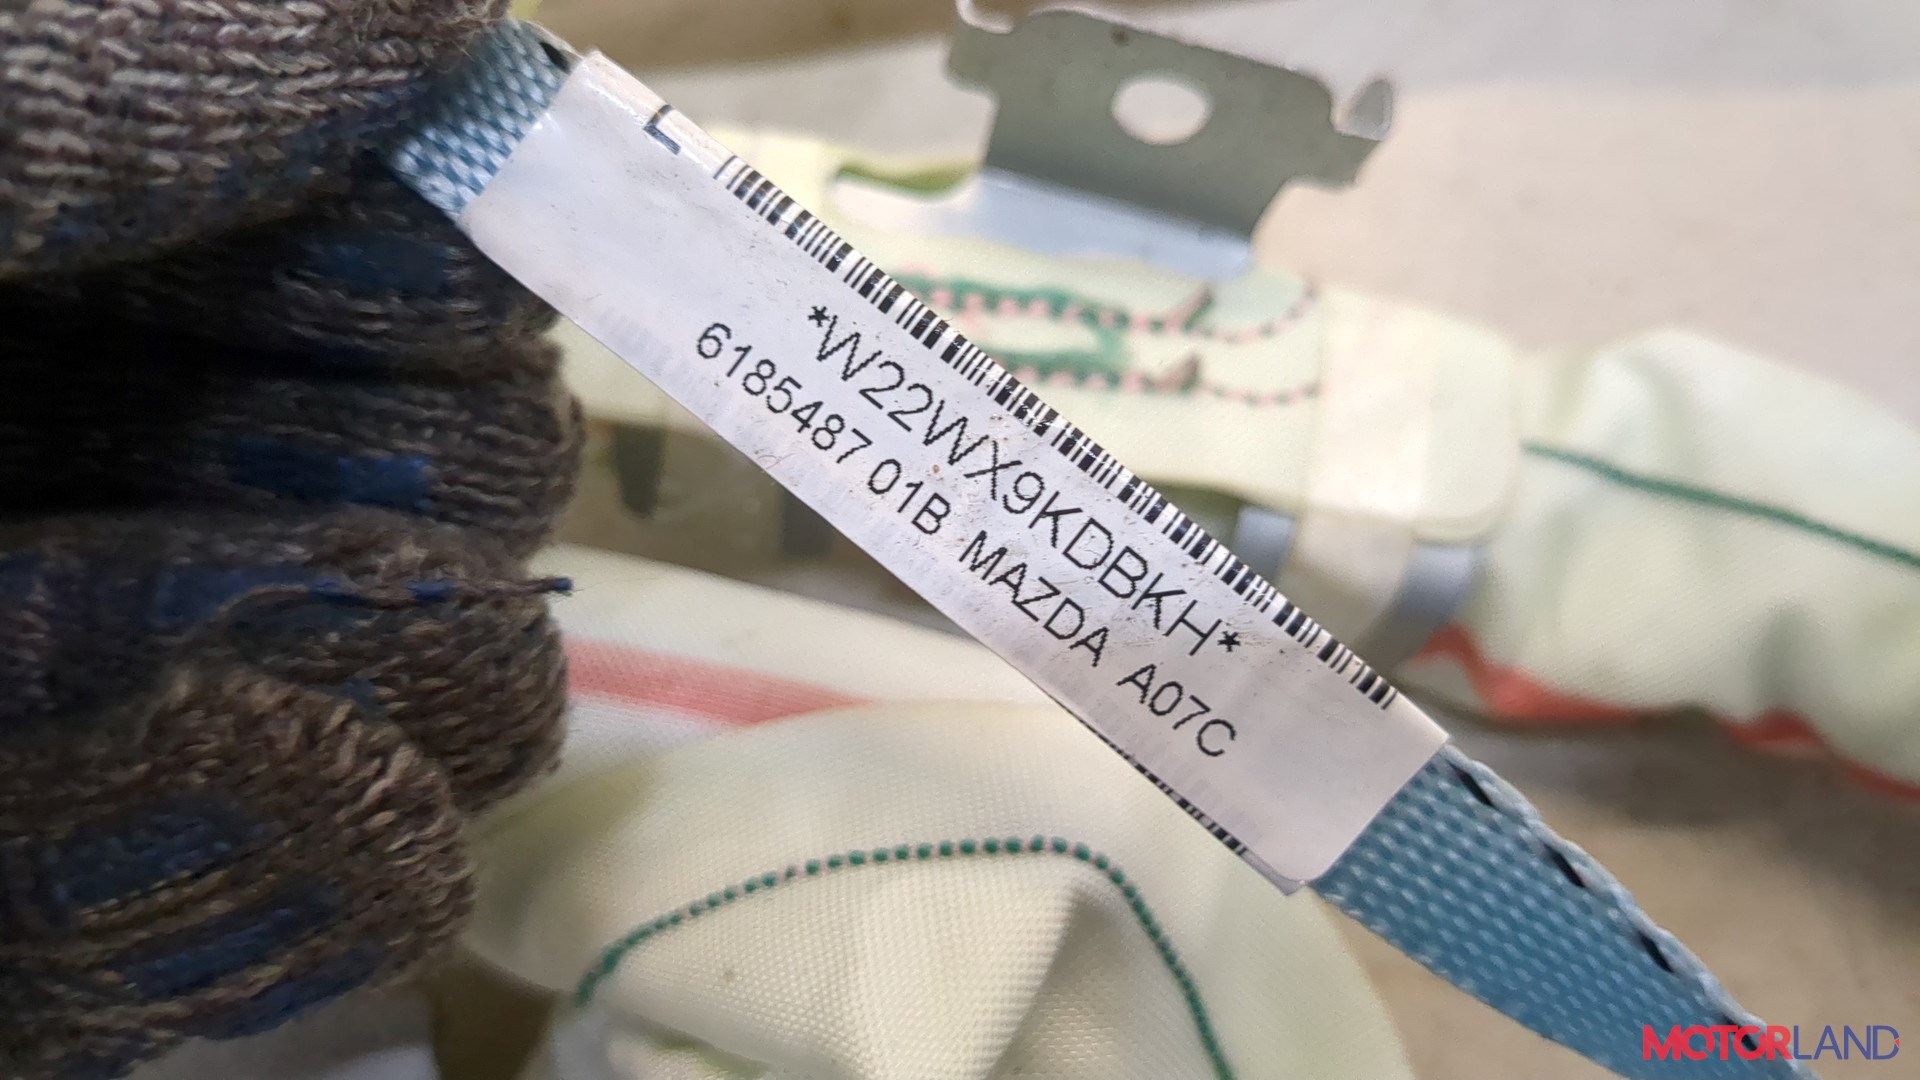 L
*W22WX9KDBKH*
6185487 01B MAZDA A07C
MOTORLAND